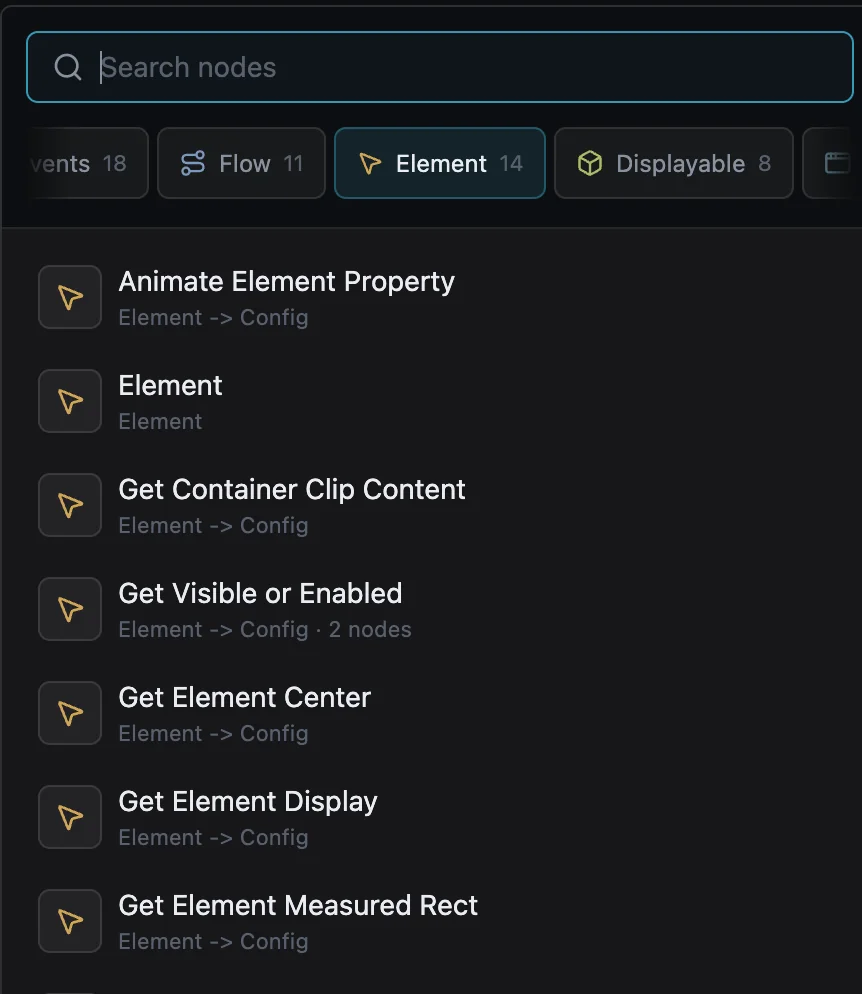 Search nodes
vents 18
Flow 11
Element 14
Displayable 8
Animate Element Property
Element -> Config
Element
Element
Get Container Clip Content
Element -> Config
Get Visible or Enabled
Element -> Config · 2 nodes
Get Element Center
Element -> Config
Get Element Display
Element -> Config
Get Element Measured Rect
Element -> Config